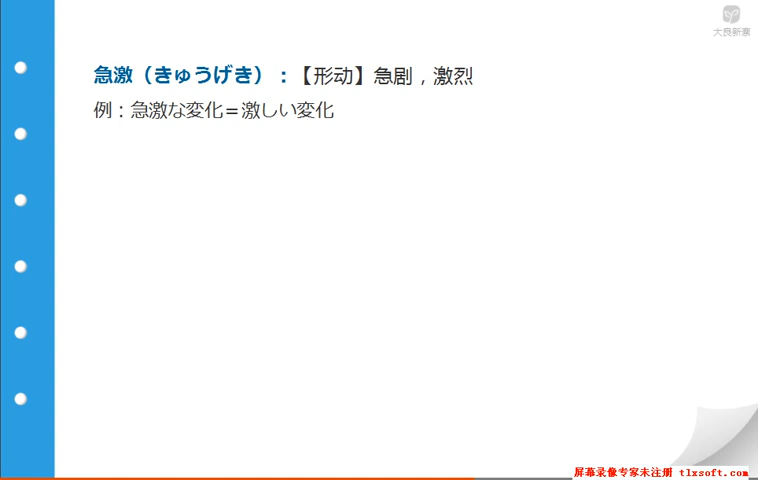 大良新寨
急激（きゅうげき）：【形动】急剧，激烈
例：急激な変化＝激しい変化
屏幕录像专家未注册 tlxsoft.com